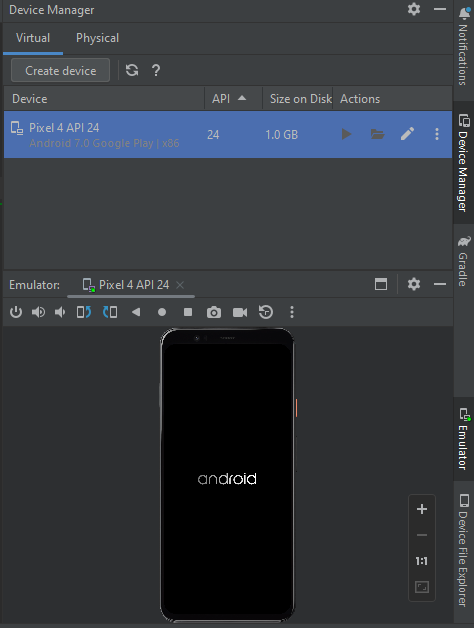 Device Manager
Virtual Physical
Create device ?
Device API Size on Disk Actions
Pixel 4 API 24
Android 7.0 Google Play | x86
24 1.0 GB
Emulator: Pixel 4 API 24
android
1:1
Notifications
Device Manager
Gradle
Emulator
Device File Explorer